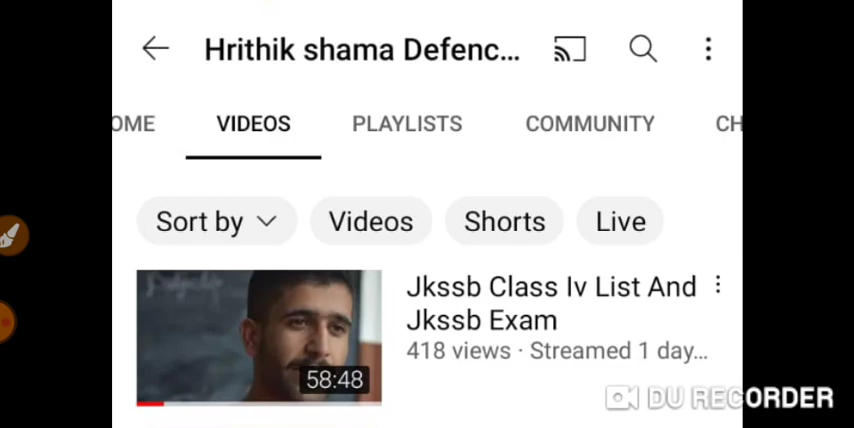 Hrithik shama Defenc...
OME VIDEOS PLAYLISTS COMMUNITY CH
Sort by Videos Shorts Live
Jkssb Class Iv List And
Jkssb Exam
418 views · Streamed 1 day...
58:48
DU RECORDER